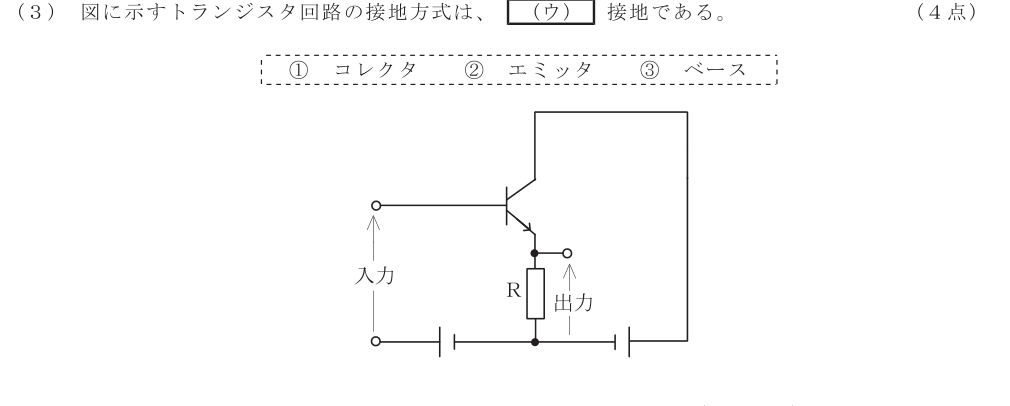 (3) 図に示すトランジスタ回路の接地方式は、 (ウ) 接地である。 (4点)
① コレクタ ② エミッタ ③ ベース
入力
R
出力